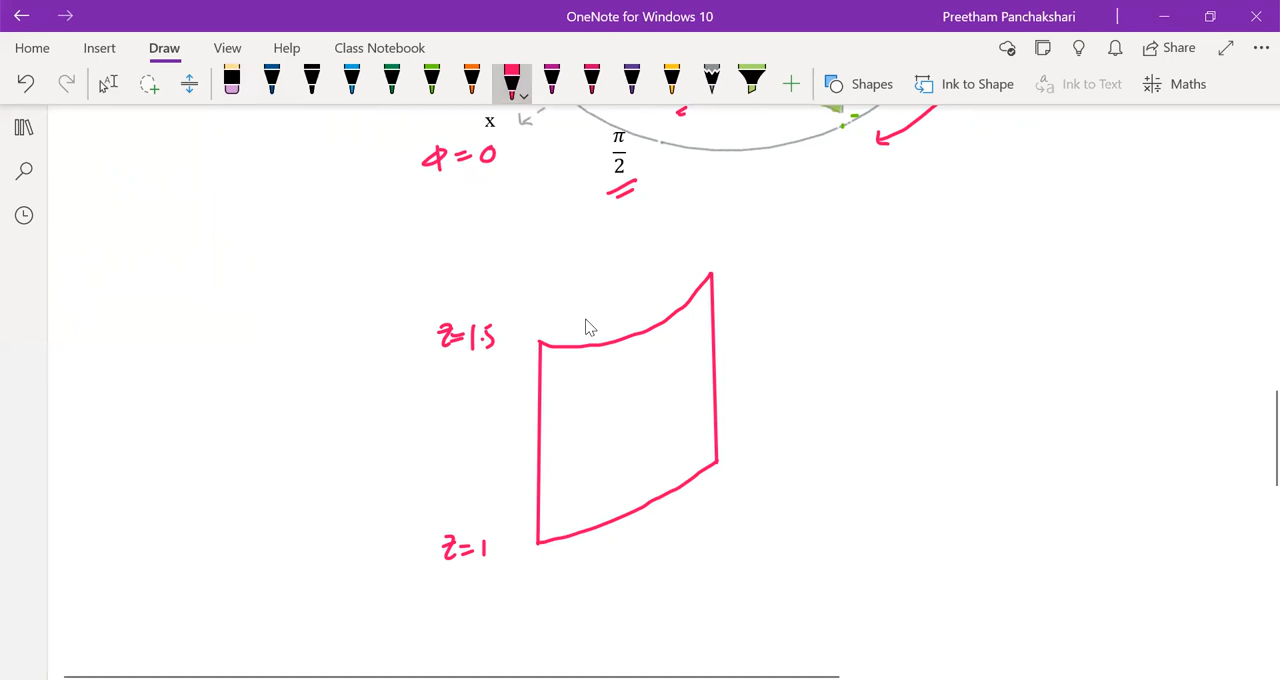 OneNote for Windows 10
Preetham Panchakshari
Home Insert Draw View Help Class Notebook
Share
Shapes Ink to Shape Ink to Text Maths
x
φ = 0
π
2
z=1.5
z=1